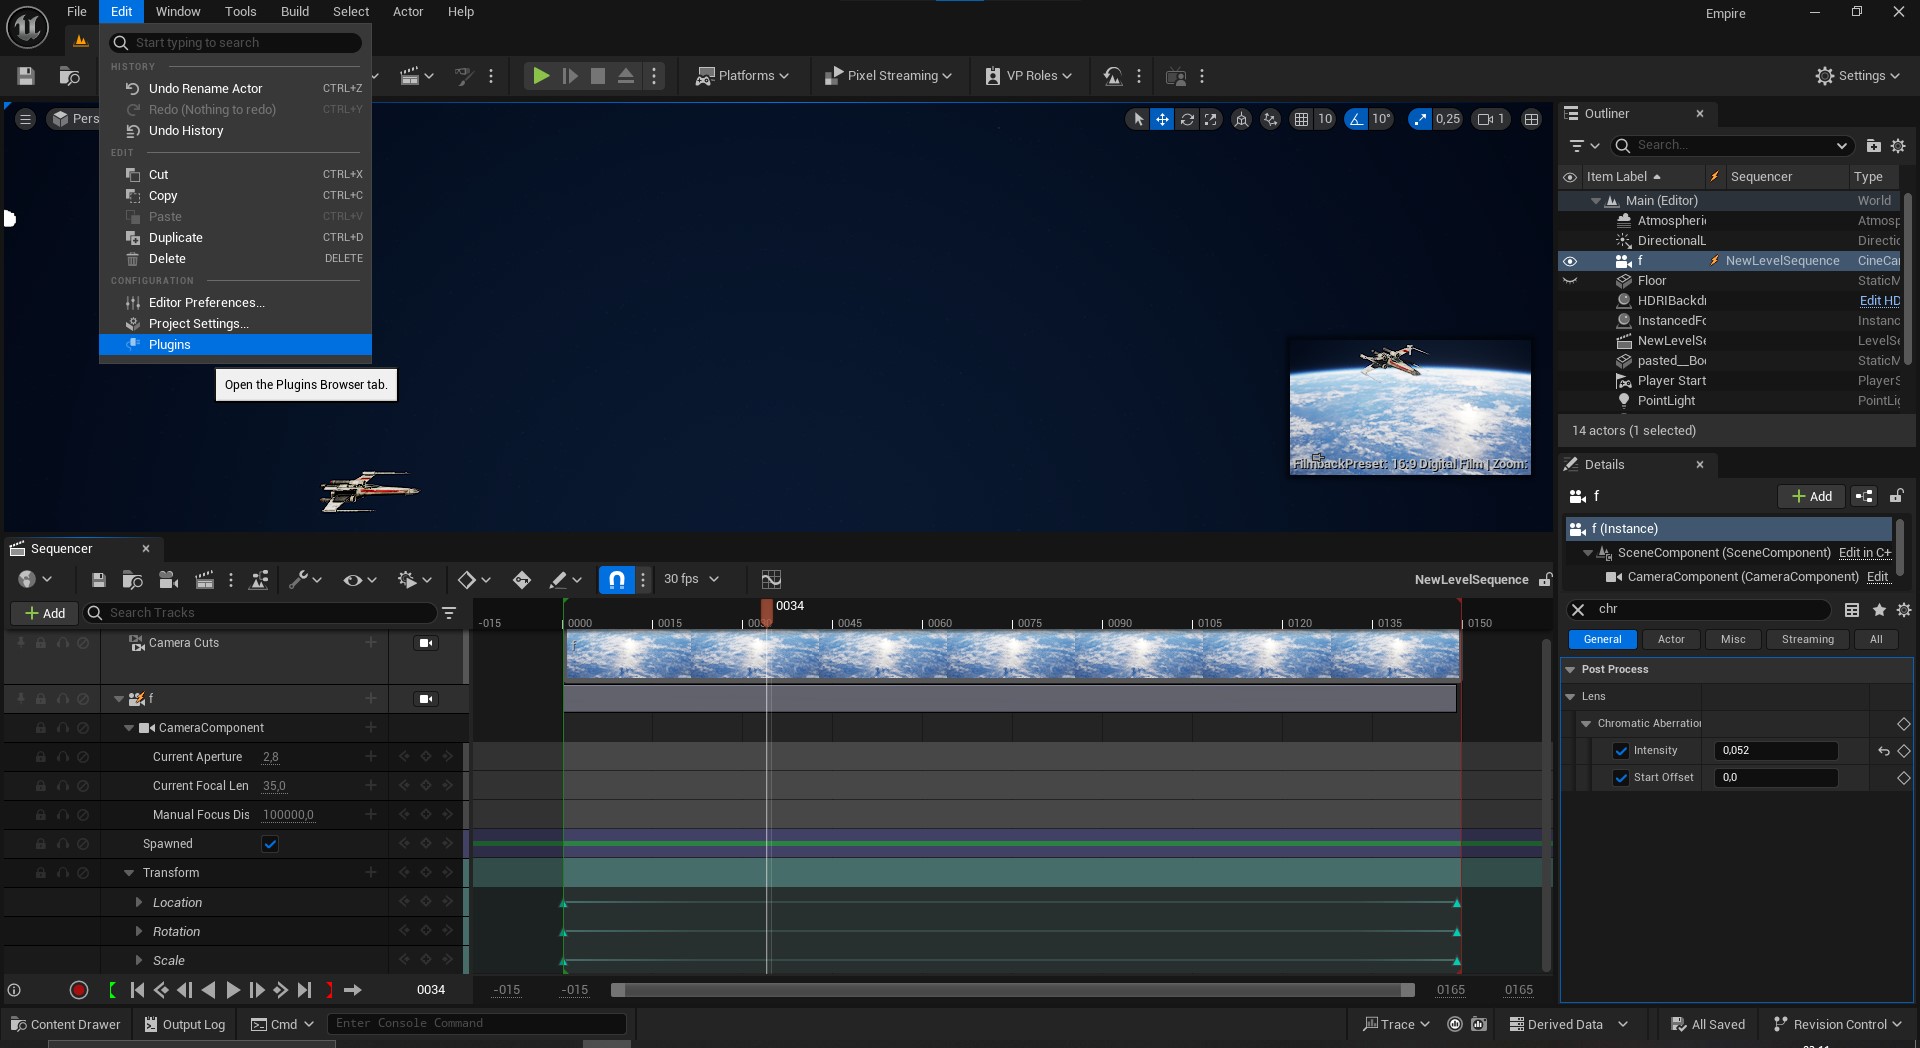 File Edit Window Tools Build Select Actor Help
Empire
Start typing to search
HISTORY
Undo Rename Actor CTRL+Z
Redo (Nothing to redo) CTRL+Y
Undo History
EDIT
Cut CTRL+X
Copy CTRL+C
Paste CTRL+V
Duplicate CTRL+D
Delete DELETE
CONFIGURATION
Editor Preferences...
Project Settings...
Plugins
Open the Plugins Browser tab.
Platforms
Pixel Streaming
VP Roles
Settings
Pers
10 10° 0,25 1
FilmbackPreset: 16:9 Digital Film | Zoom:
Outliner
Search...
Item Label Sequencer Type
Main (Editor) World
Atmospheri Atmosp
DirectionalL Directic
f NewLevelSequence CineCar
Floor StaticM
HDRIBackdr Edit HD
InstancedFo Instanc
NewLevelSe LevelSe
pasted__Boo StaticM
Player Start PlayerS
PointLight PointLig
14 actors (1 selected)
Details
f Add
f (Instance)
SceneComponent (SceneComponent) Edit in C+
CameraComponent (CameraComponent) Edit
chr
General Actor Misc Streaming All
Post Process
Lens
Chromatic Aberratio
Intensity 0,052
Start Offset 0,0
Sequencer
30 fps
NewLevelSequence
Add Search Tracks
0034
-015 0000 0015 0030 0045 0060 0075 0090 0105 0120 0135 0150
Camera Cuts
f
f
CameraComponent
Current Aperture 2,8
Current Focal Len 35,0
Manual Focus Dis 100000,0
Spawned
Transform
Location
Rotation
Scale
0034 -015 -015 0165 0165
Content Drawer Output Log Cmd Enter Console Command
Trace Derived Data All Saved Revision Control